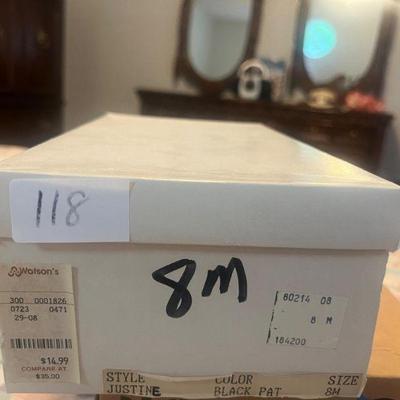 118
8M
Watson's
300 0001826
0723 0471
29-08
$14.99
COMPARE AT
$35.00
80214 08
8 M
184200
STYLE COLOR SIZE
JUSTINE BLACK PAT 8M